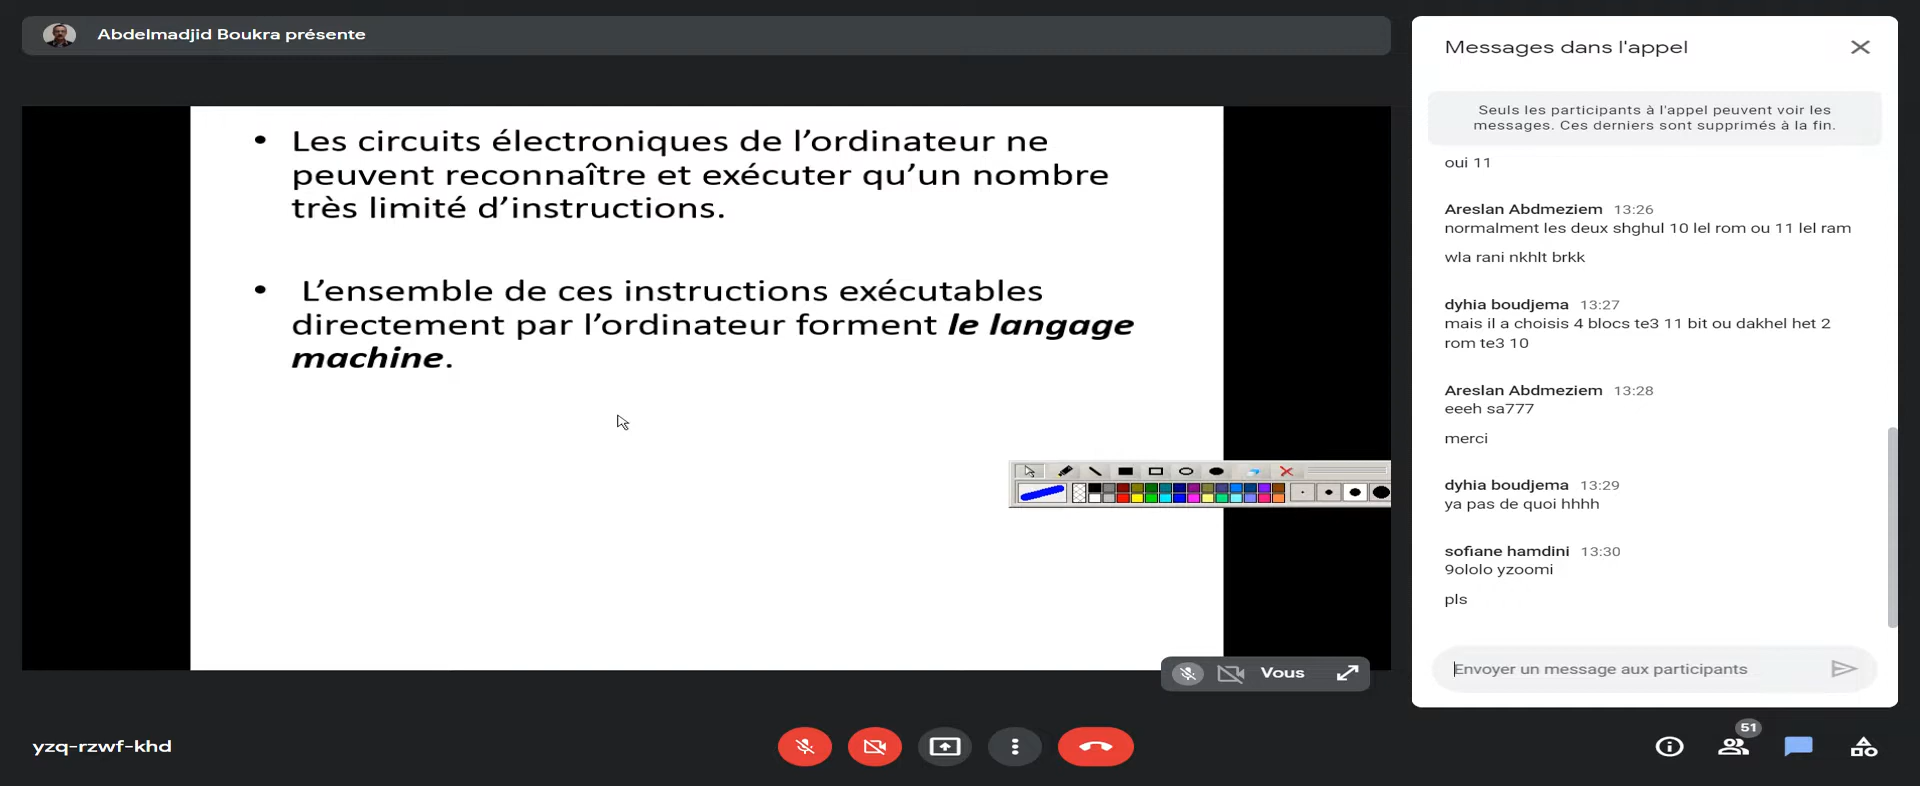 Abdelmadjid Boukra présente
• Les circuits électroniques de l’ordinateur ne
peuvent reconnaître et exécuter qu’un nombre
très limité d’instructions.
• L’ensemble de ces instructions exécutables
directement par l’ordinateur forment le langage
machine.
Vous
yzq-rzwf-khd
Messages dans l'appel
Seuls les participants à l'appel peuvent voir les
messages. Ces derniers sont supprimés à la fin.
oui 11
Areslan Abdmeziem 13:26
normalment les deux shghul 10 lel rom ou 11 lel ram
wla rani nkhlt brkk
dyhia boudjema 13:27
mais il a choisis 4 blocs te3 11 bit ou dakhel het 2
rom te3 10
Areslan Abdmeziem 13:28
eeeh sa777
merci
dyhia boudjema 13:29
ya pas de quoi hhhh
sofiane hamdini 13:30
9ololo yzoomi
pls
Envoyer un message aux participants
51